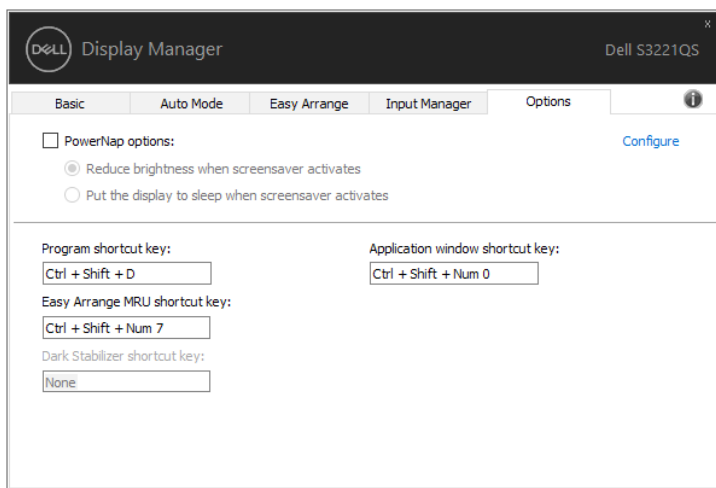 x
DELL Display Manager Dell S3221QS
Basic Auto Mode Easy Arrange Input Manager Options i
PowerNap options: Configure
Reduce brightness when screensaver activates
Put the display to sleep when screensaver activates
Program shortcut key: Application window shortcut key:
Ctrl + Shift + D Ctrl + Shift + Num 0
Easy Arrange MRU shortcut key:
Ctrl + Shift + Num 7
Dark Stabilizer shortcut key:
None